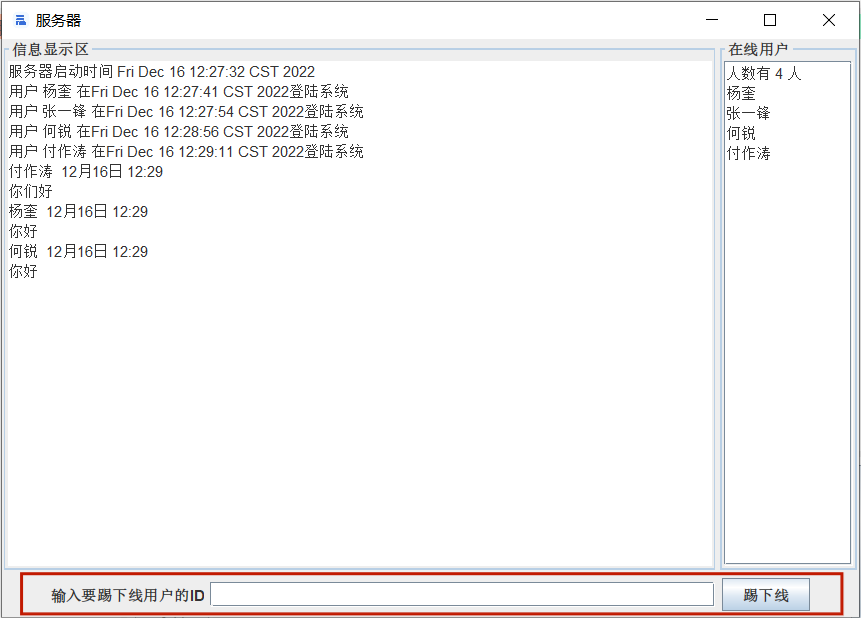 服务器
信息显示区
服务器启动时间 Fri Dec 16 12:27:32 CST 2022
用户 杨奎 在Fri Dec 16 12:27:41 CST 2022登陆系统
用户 张一锋 在Fri Dec 16 12:27:54 CST 2022登陆系统
用户 何锐 在Fri Dec 16 12:28:56 CST 2022登陆系统
用户 付作涛 在Fri Dec 16 12:29:11 CST 2022登陆系统
付作涛 12月16日 12:29
你们好
杨奎 12月16日 12:29
你好
何锐 12月16日 12:29
你好
在线用户
人数有 4 人
杨奎
张一锋
何锐
付作涛
输入要踢下线用户的ID
踢下线